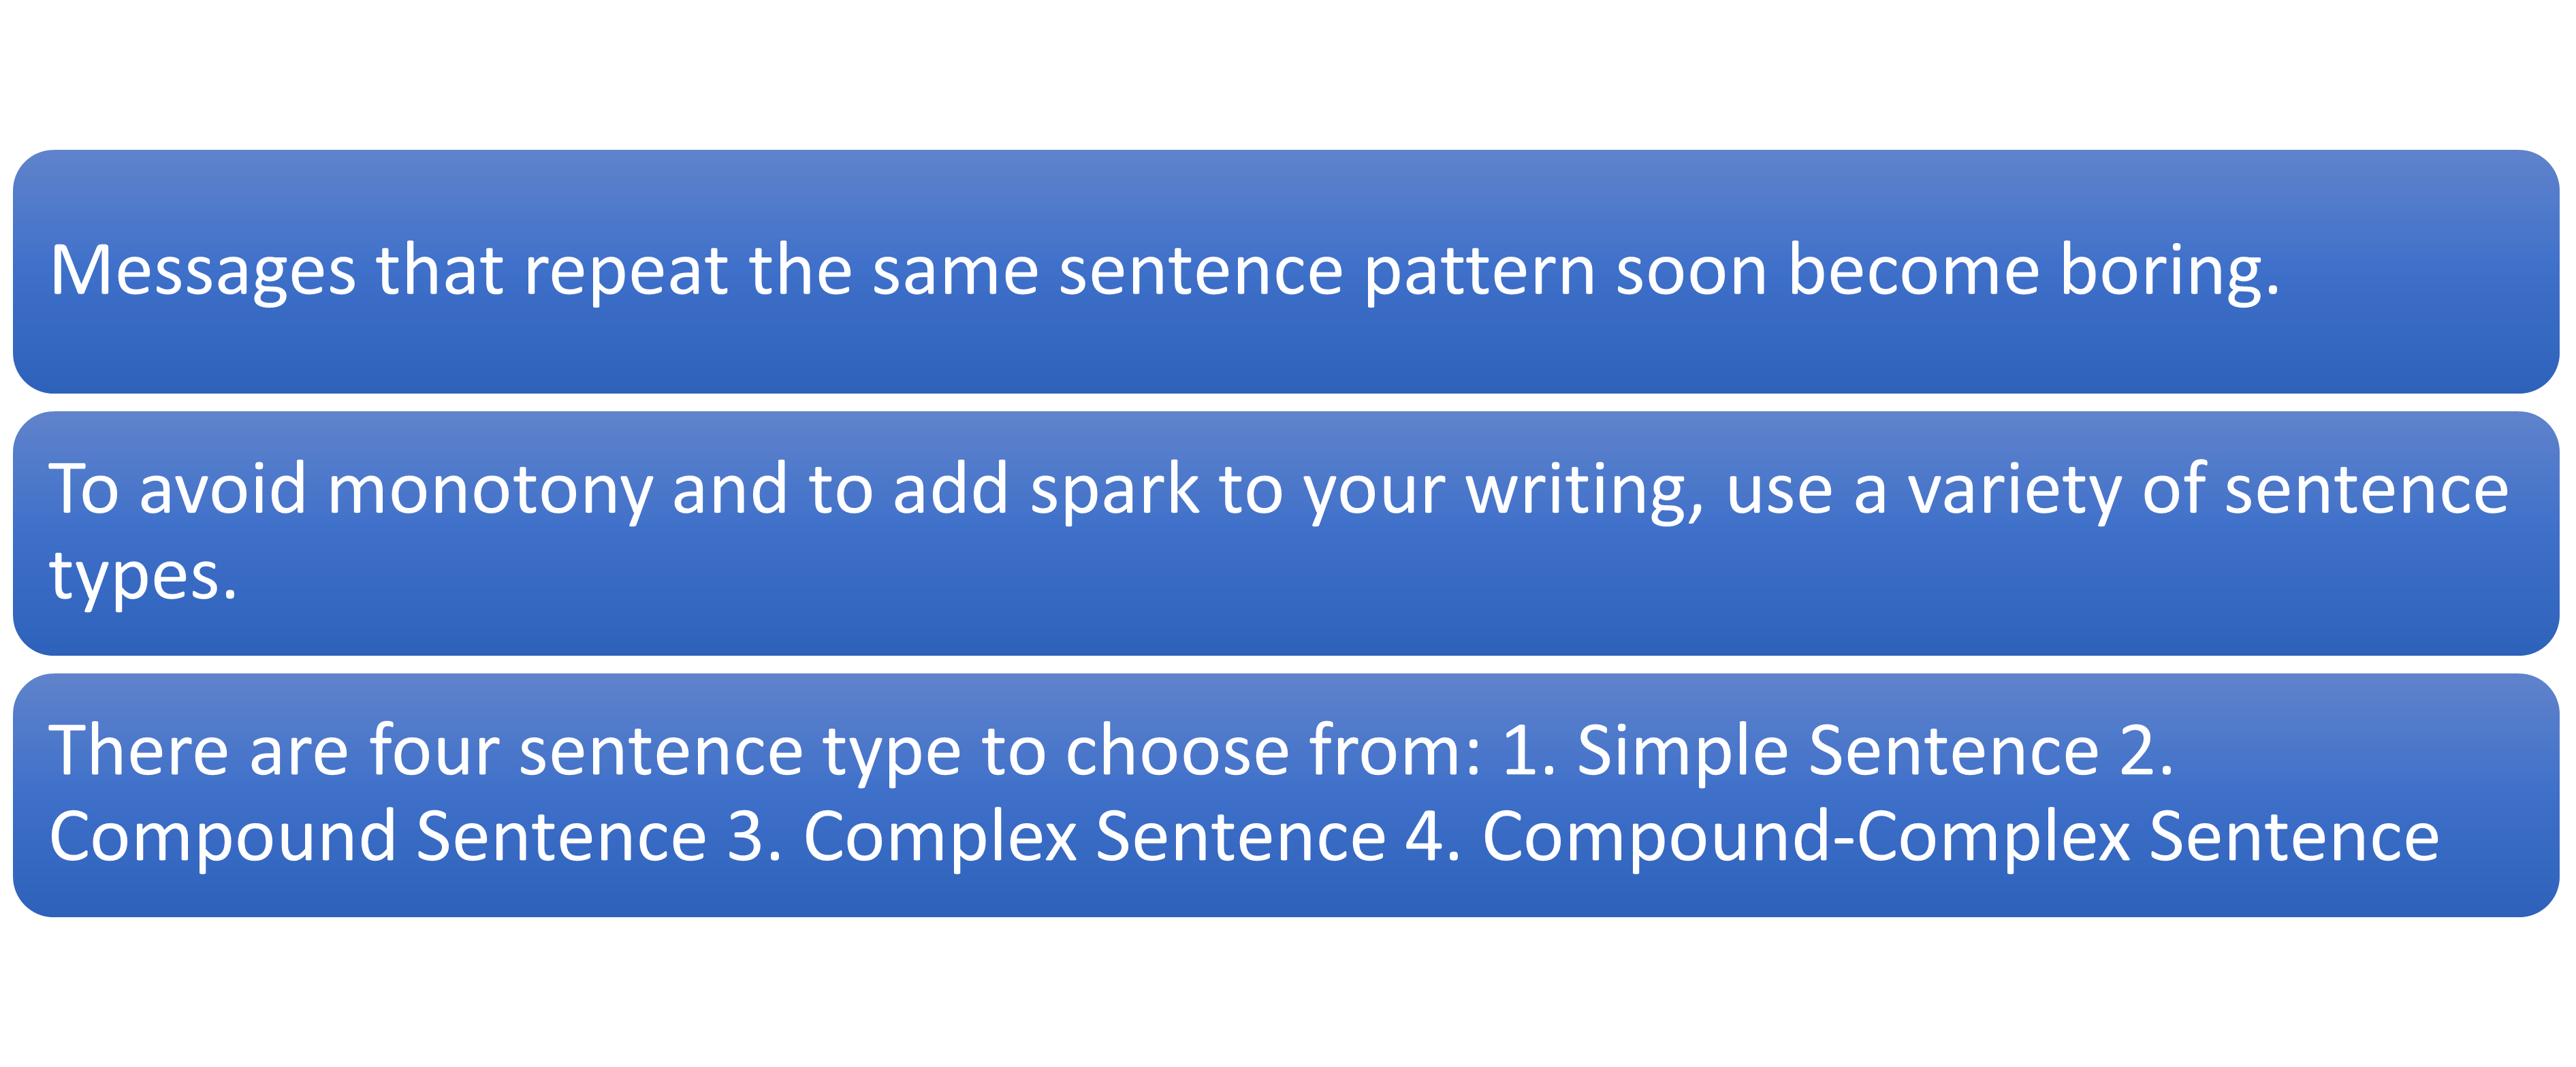 Messages that repeat the same sentence pattern soon become boring.
To avoid monotony and to add spark to your writing, use a variety of sentence
types.
There are four sentence type to choose from: 1. Simple Sentence 2.
Compound Sentence 3. Complex Sentence 4. Compound-Complex Sentence